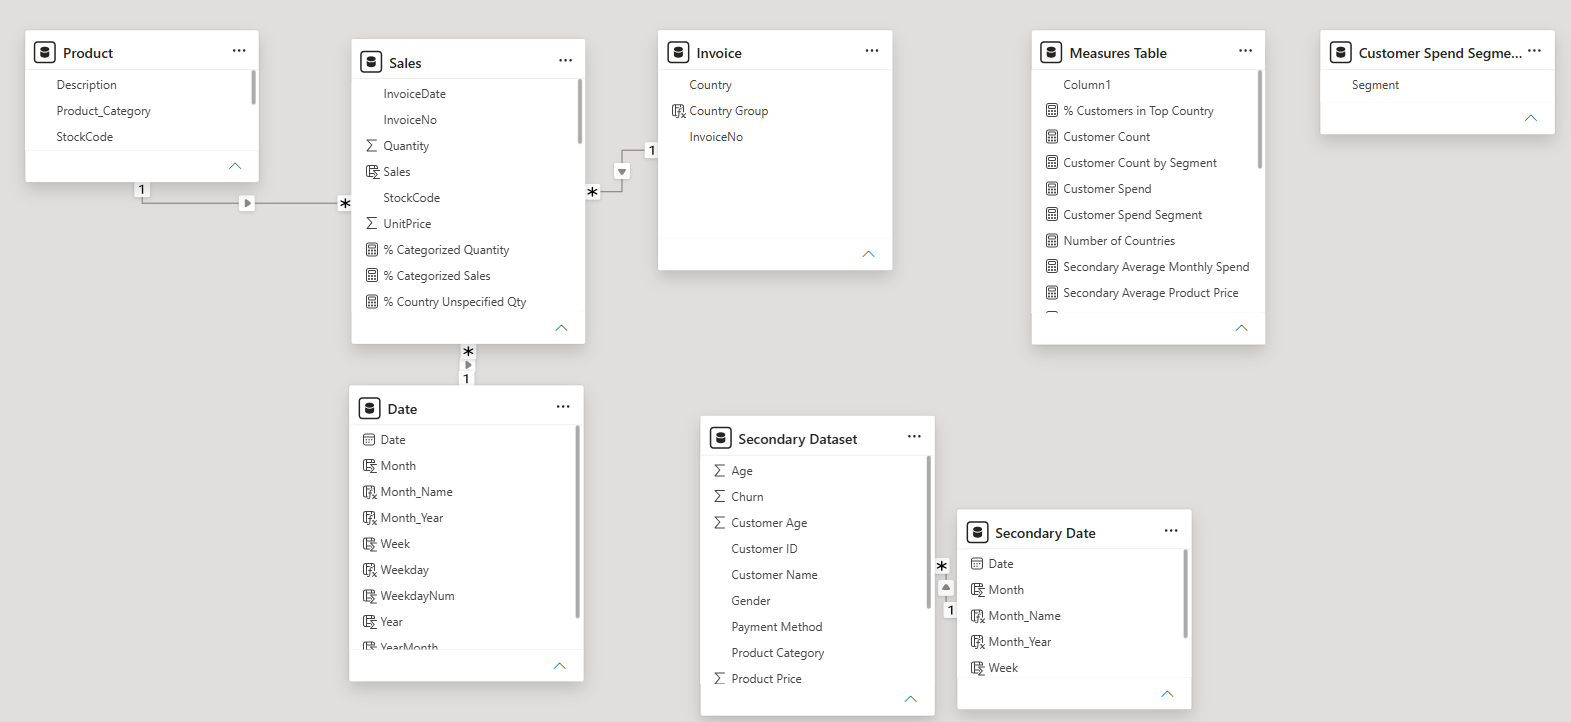 Product
Description
Product_Category
StockCode
1
*
Sales
InvoiceDate
InvoiceNo
Quantity
Sales
StockCode
UnitPrice
% Categorized Quantity
% Categorized Sales
% Country Unspecified Qty
*
1
Invoice
Country
Country Group
InvoiceNo
1
*
Measures Table
Column1
% Customers in Top Country
Customer Count
Customer Count by Segment
Customer Spend
Customer Spend Segment
Number of Countries
Secondary Average Monthly Spend
Secondary Average Product Price
Customer Spend Segme...
Segment
Date
Date
Month
Month_Name
Month_Year
Week
Weekday
WeekdayNum
Year
YearMonth
Secondary Dataset
Age
Churn
Customer Age
Customer ID
Customer Name
Gender
Payment Method
Product Category
Product Price
*
1
Secondary Date
Date
Month
Month_Name
Month_Year
Week